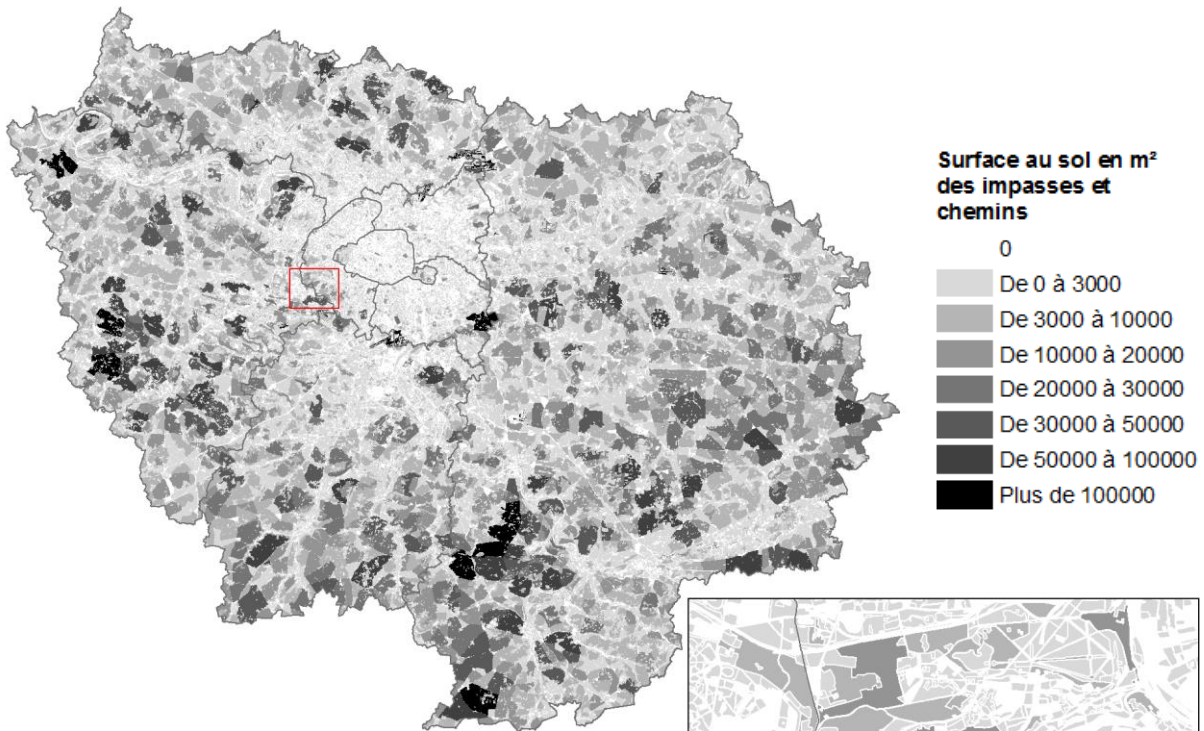 Surface au sol en m²
des impasses et
chemins
0
De 0 à 3000
De 3000 à 10000
De 10000 à 20000
De 20000 à 30000
De 30000 à 50000
De 50000 à 100000
Plus de 100000